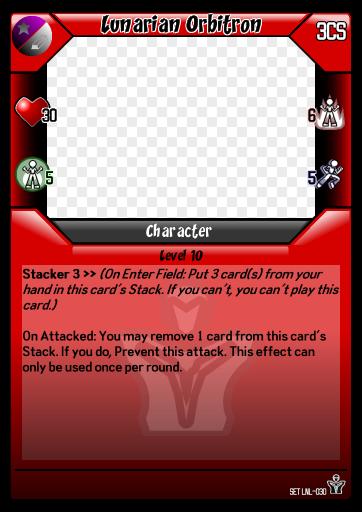 Lunarian Orbitron
3CS
30
6
5
5
Character
Level 10
Stacker 3 >> (On Enter Field: Put 3 card(s) from your
hand in this card's Stack. If you can't, you can't play this
card.)
On Attacked: You may remove 1 card from this card's
Stack. If you do, Prevent this attack. This effect can
only be used once per round.
SET LNL-030